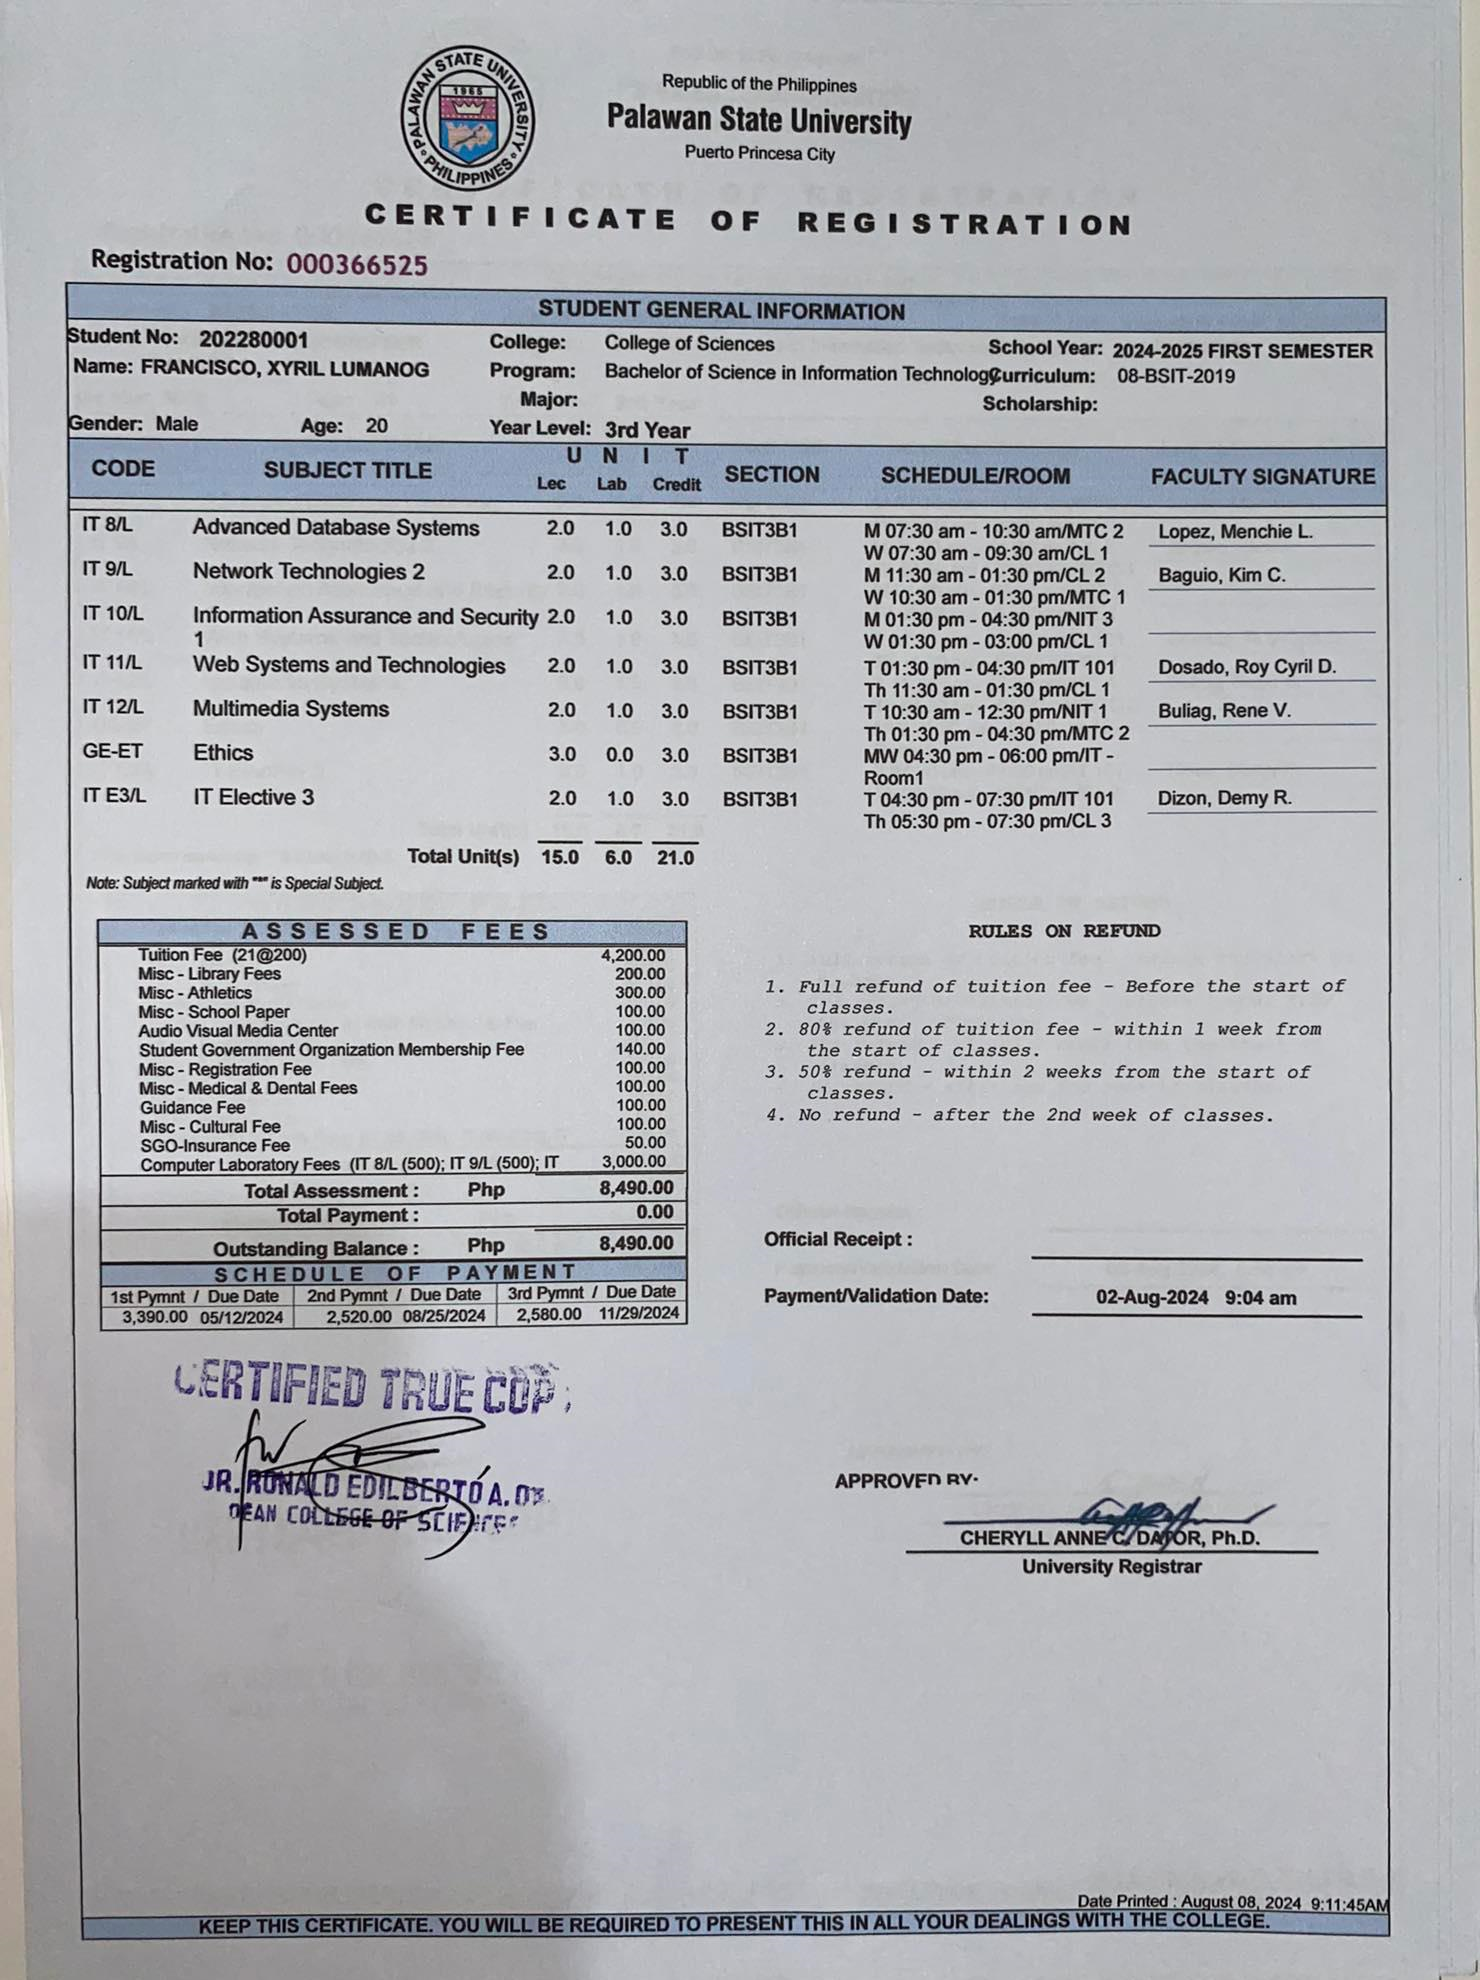 PALAWAN STATE UNIVERSITY
1965
PHILIPPINES
Republic of the Philippines
Palawan State University
Puerto Princesa City
CERTIFICATE OF REGISTRATION
Registration No: 000366525
STUDENT GENERAL INFORMATION
Student No: 202280001 College: College of Sciences School Year: 2024-2025 FIRST SEMESTER
Name: FRANCISCO, XYRIL LUMANOG Program: Bachelor of Science in Information Technology Curriculum: 08-BSIT-2019
Major: Scholarship:
Gender: Male Age: 20 Year Level: 3rd Year
CODE SUBJECT TITLE UNIT SECTION SCHEDULE/ROOM FACULTY SIGNATURE
Lec Lab Credit
IT 8/L Advanced Database Systems 2.0 1.0 3.0 BSIT3B1 M 07:30 am - 10:30 am/MTC 2 Lopez, Menchie L.
W 07:30 am - 09:30 am/CL 1
IT 9/L Network Technologies 2 2.0 1.0 3.0 BSIT3B1 M 11:30 am - 01:30 pm/CL 2 Baguio, Kim C.
W 10:30 am - 01:30 pm/MTC 1
IT 10/L Information Assurance and Security 2.0 1.0 3.0 BSIT3B1 M 01:30 pm - 04:30 pm/NIT 3
1 W 01:30 pm - 03:00 pm/CL 1
IT 11/L Web Systems and Technologies 2.0 1.0 3.0 BSIT3B1 T 01:30 pm - 04:30 pm/IT 101 Dosado, Roy Cyril D.
Th 11:30 am - 01:30 pm/CL 1
IT 12/L Multimedia Systems 2.0 1.0 3.0 BSIT3B1 T 10:30 am - 12:30 pm/NIT 1 Buliag, Rene V.
Th 01:30 pm - 04:30 pm/MTC 2
GE-ET Ethics 3.0 0.0 3.0 BSIT3B1 MW 04:30 pm - 06:00 pm/IT -
Room1
IT E3/L IT Elective 3 2.0 1.0 3.0 BSIT3B1 T 04:30 pm - 07:30 pm/IT 101 Dizon, Demy R.
Th 05:30 pm - 07:30 pm/CL 3
Total Unit(s) 15.0 6.0 21.0
Note: Subject marked with "*" is Special Subject.
ASSESSED FEES
Tuition Fee (21@200) 4,200.00
Misc - Library Fees 200.00
Misc - Athletics 300.00
Misc - School Paper 100.00
Audio Visual Media Center 100.00
Student Government Organization Membership Fee 140.00
Misc - Registration Fee 100.00
Misc - Medical & Dental Fees 100.00
Guidance Fee 100.00
Misc - Cultural Fee 100.00
SGO-Insurance Fee 50.00
Computer Laboratory Fees (IT 8/L (500); IT 9/L (500); IT 3,000.00
Total Assessment : Php 8,490.00
Total Payment : 0.00
Outstanding Balance : Php 8,490.00
SCHEDULE OF PAYMENT
1st Pymnt / Due Date 2nd Pymnt / Due Date 3rd Pymnt / Due Date
3,390.00 05/12/2024 2,520.00 08/25/2024 2,580.00 11/29/2024
RULES ON REFUND
1. Full refund of tuition fee - Before the start of
classes.
2. 80% refund of tuition fee - within 1 week from
the start of classes.
3. 50% refund - within 2 weeks from the start of
classes.
4. No refund - after the 2nd week of classes.
Official Receipt :
Payment/Validation Date: 02-Aug-2024 9:04 am
CERTIFIED TRUE COP
JR. RONALD EDILBERTO A.
DEAN COLLEGE OF SCIENCES
APPROVED BY:
CHERYLL ANNE C. DATOR, Ph.D.
University Registrar
Date Printed : August 08, 2024 9:11:45AM
KEEP THIS CERTIFICATE. YOU WILL BE REQUIRED TO PRESENT THIS IN ALL YOUR DEALINGS WITH THE COLLEGE.